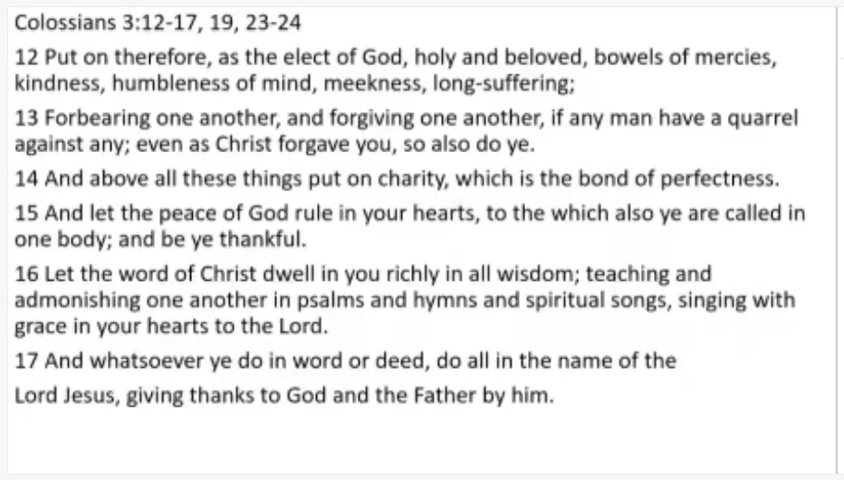 Colossians 3:12-17, 19, 23-24
12 Put on therefore, as the elect of God, holy and beloved, bowels of mercies,
kindness, humbleness of mind, meekness, long-suffering;
13 Forbearing one another, and forgiving one another, if any man have a quarrel
against any; even as Christ forgave you, so also do ye.
14 And above all these things put on charity, which is the bond of perfectness.
15 And let the peace of God rule in your hearts, to the which also ye are called in
one body; and be ye thankful.
16 Let the word of Christ dwell in you richly in all wisdom; teaching and
admonishing one another in psalms and hymns and spiritual songs, singing with
grace in your hearts to the Lord.
17 And whatsoever ye do in word or deed, do all in the name of the
Lord Jesus, giving thanks to God and the Father by him.